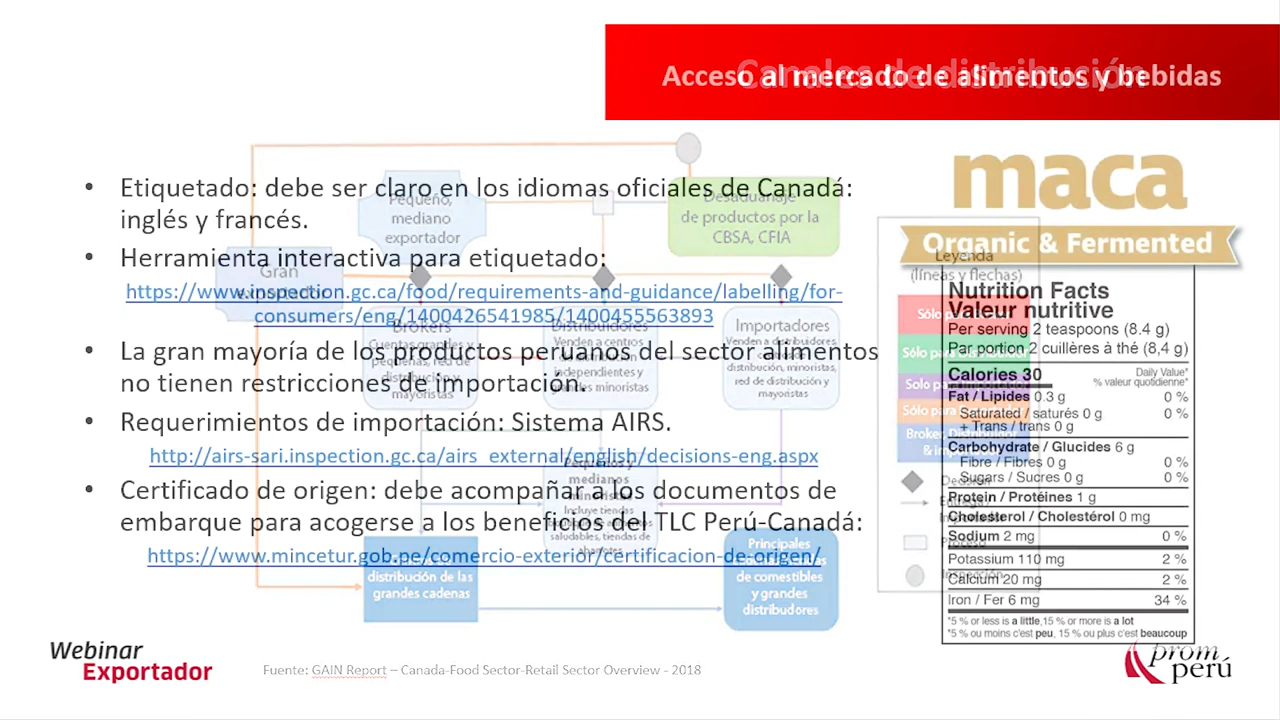 Acceso al mercado de alimentos y bebidas
Canales de distribución
• Etiquetado: debe ser claro en los idiomas oficiales de Canadá:
inglés y francés.
• Herramienta interactiva para etiquetado:
https://www.inspection.gc.ca/food/requirements-and-guidance/labelling/for-
consumers/eng/1400426541985/1400455563893
• La gran mayoría de los productos peruanos del sector alimentos
no tienen restricciones de importación.
• Requerimientos de importación: Sistema AIRS.
http://airs-sari.inspection.gc.ca/airs_external/english/decisions-eng.aspx
• Certificado de origen: debe acompañar a los documentos de
embarque para acogerse a los beneficios del TLC Perú-Canadá:
https://www.mincetur.gob.pe/comercio-exterior/certificacion-de-origen/
Pequeño,
mediano
exportador
Desaduanaje
de productos por la
CBSA, CFIA
Gran
Brokers
Cuentas grandes y
pequeñas, red de
distribución y
mayoristas
Distribuidores
Venden a centros
independientes y
grandes minoristas
Importadores
Venden a distribuidores,
distribución, minoristas,
red de distribución y
mayoristas
Pequeños y
medianos
minoristas
Incluye tiendas
saludables, tiendas de
distribución de las
grandes cadenas
Principales
de comestibles
y grandes
distribuidores
Leyenda
(líneas y flechas)
maca
Organic & Fermented
Nutrition Facts
Valeur nutritive
Per serving 2 teaspoons (8.4 g)
Par portion 2 cuillères à thé (8,4 g)
Calories 30
Daily Value*
% valeur quotidienne*
Fat / Lipides 0.3 g 0 %
Saturated / saturés 0 g 0 %
+ Trans / trans 0 g
Carbohydrate / Glucides 6 g
Fibre / Fibres 0 g 0 %
Sugars / Sucres 0 g 0 %
Protein / Protéines 1 g
Cholesterol / Cholestérol 0 mg
Sodium 2 mg 0 %
Potassium 110 mg 2 %
Calcium 20 mg 2 %
Iron / Fer 6 mg 34 %
*5 % or less is a little, 15 % or more is a lot
*5 % ou moins c'est peu, 15 % ou plus c'est beaucoup
Webinar
Exportador
Fuente: GAIN Report – Canada-Food Sector-Retail Sector Overview - 2018
prom
perú